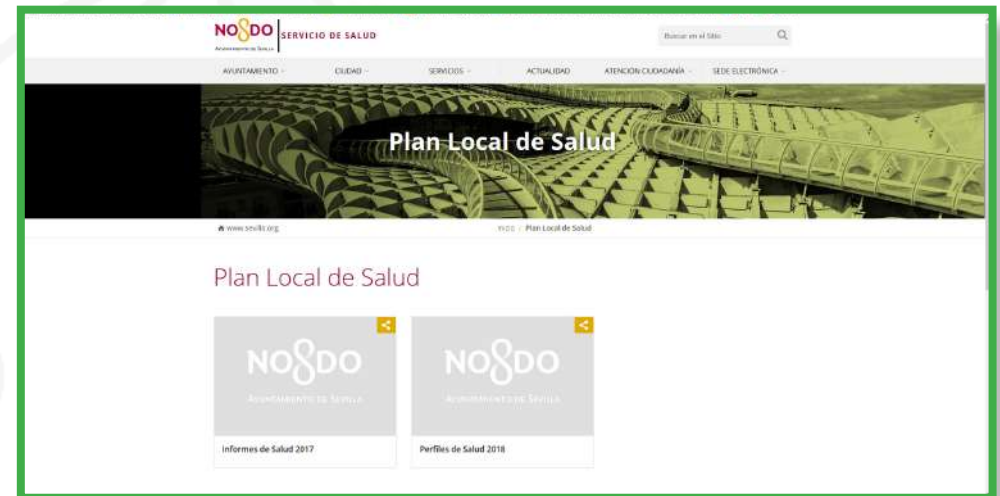 NO8DO SERVICIO DE SALUD
AYUNTAMIENTO DE SEVILLA
Buscar en el Sitio
AYUNTAMIENTO CIUDAD SERVICIOS ACTUALIDAD ATENCIÓN CIUDADANÍA SEDE ELECTRÓNICA
Plan Local de Salud
www.sevilla.org
Inicio / Plan Local de Salud
Plan Local de Salud
NO8DO
AYUNTAMIENTO DE SEVILLA
Informes de Salud 2017
NO8DO
AYUNTAMIENTO DE SEVILLA
Perfiles de Salud 2018